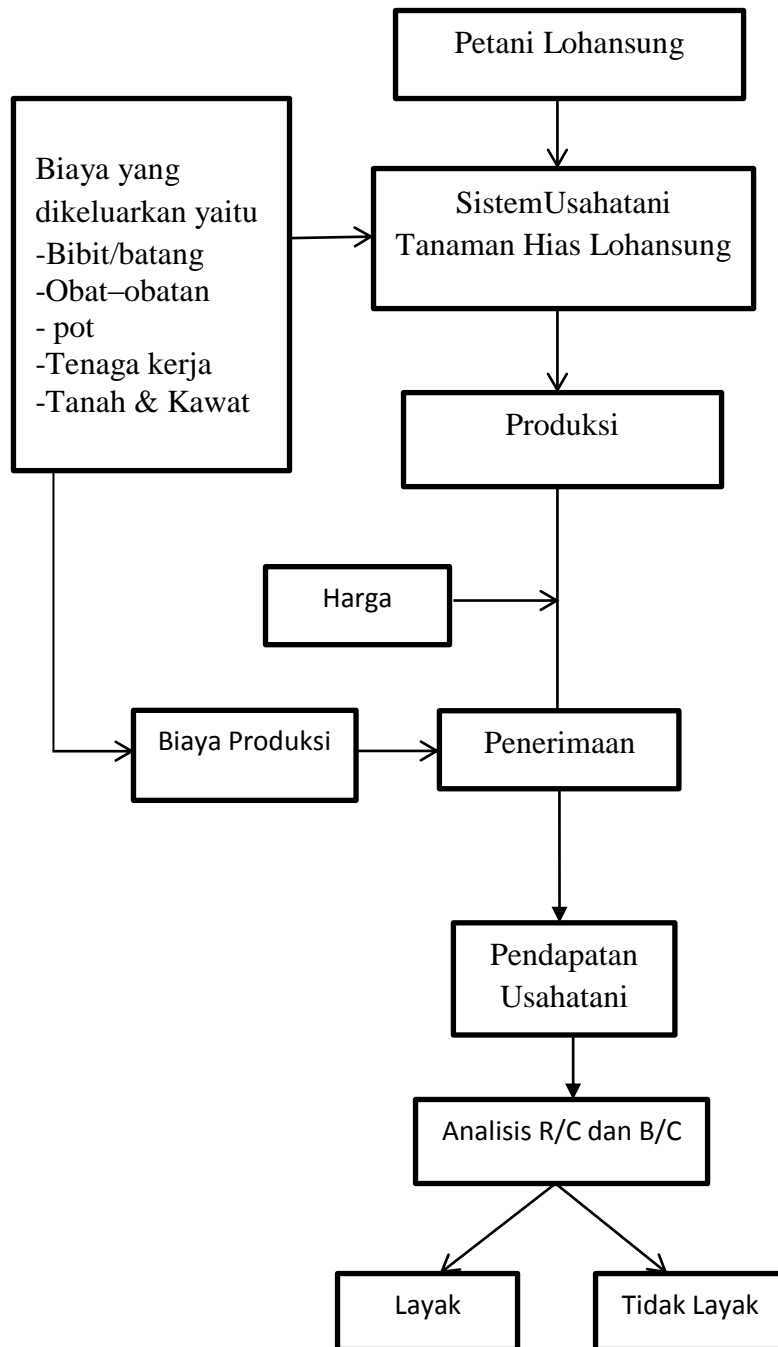 Petani Lohansung
Biaya yang
dikeluarkan yaitu
-Bibit/batang
-Obat–obatan
- pot
-Tenaga kerja
-Tanah & Kawat
SistemUsahatani
Tanaman Hias Lohansung
Produksi
Harga
Biaya Produksi
Penerimaan
Pendapatan
Usahatani
Analisis R/C dan B/C
Layak
Tidak Layak